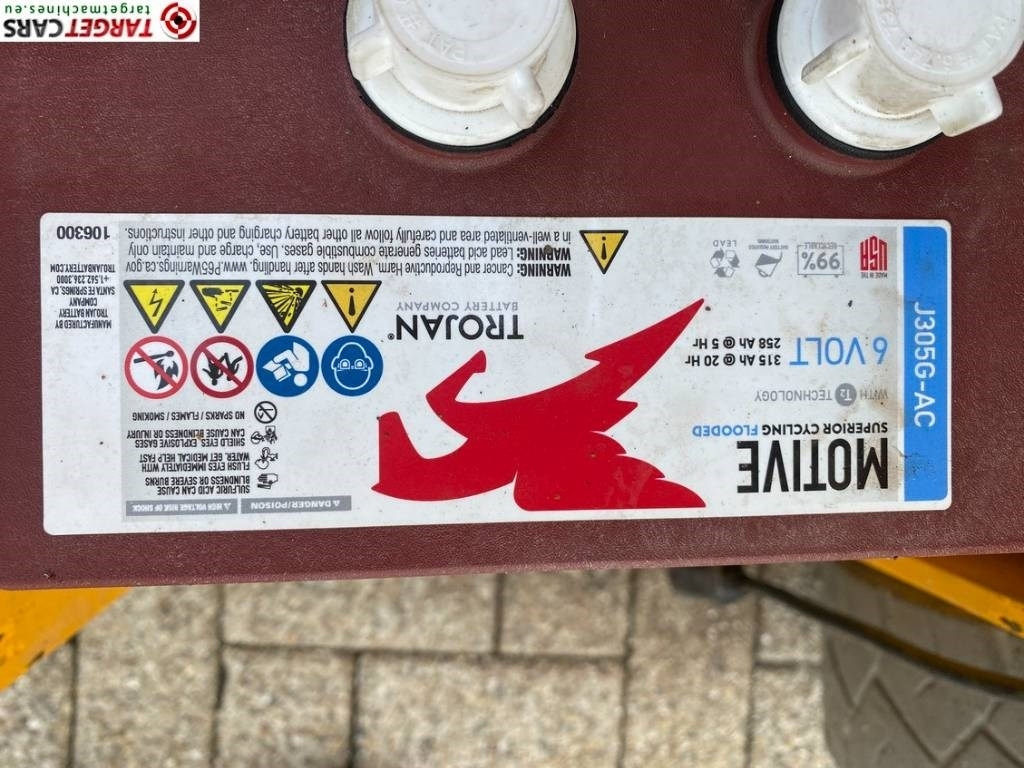 TARGET CARS
targetmachines.eu
J305G-AC
MOTIVE
SUPERIOR CYCLING FLOODED
WITH T2 TECHNOLOGY
6 VOLT
315 Ah @ 20 Hr
258 Ah @ 5 Hr
MADE IN THE
USA
99%
RECYCLABLE
BATTERY REQUIRES
WATERING
LEAD
TROJAN®
BATTERY COMPANY
⚠ DANGER/POISON
⚠ HIGH VOLTAGE RISK OF SHOCK
SULFURIC ACID CAN CAUSE
BLINDNESS OR SEVERE BURNS
FLUSH EYES IMMEDIATELY WITH
WATER, GET MEDICAL HELP FAST
SHIELD EYES EXPLOSIVE GASES
CAN CAUSE BLINDNESS OR INJURY
NO SPARKS / FLAMES / SMOKING
WARNING: Cancer and Reproductive Harm. Wash hands after handling. www.P65Warnings.ca.gov
WARNING: Lead acid batteries generate combustible gases. Use, and charge and maintain only
in a well-ventilated area and carefully follow all other battery charging and other instructions.
MANUFACTURED BY
TROJAN BATTERY
COMPANY
SANTA FE SPRINGS, CA
+1.562.236.3000
TROJANBATTERY.COM
106300